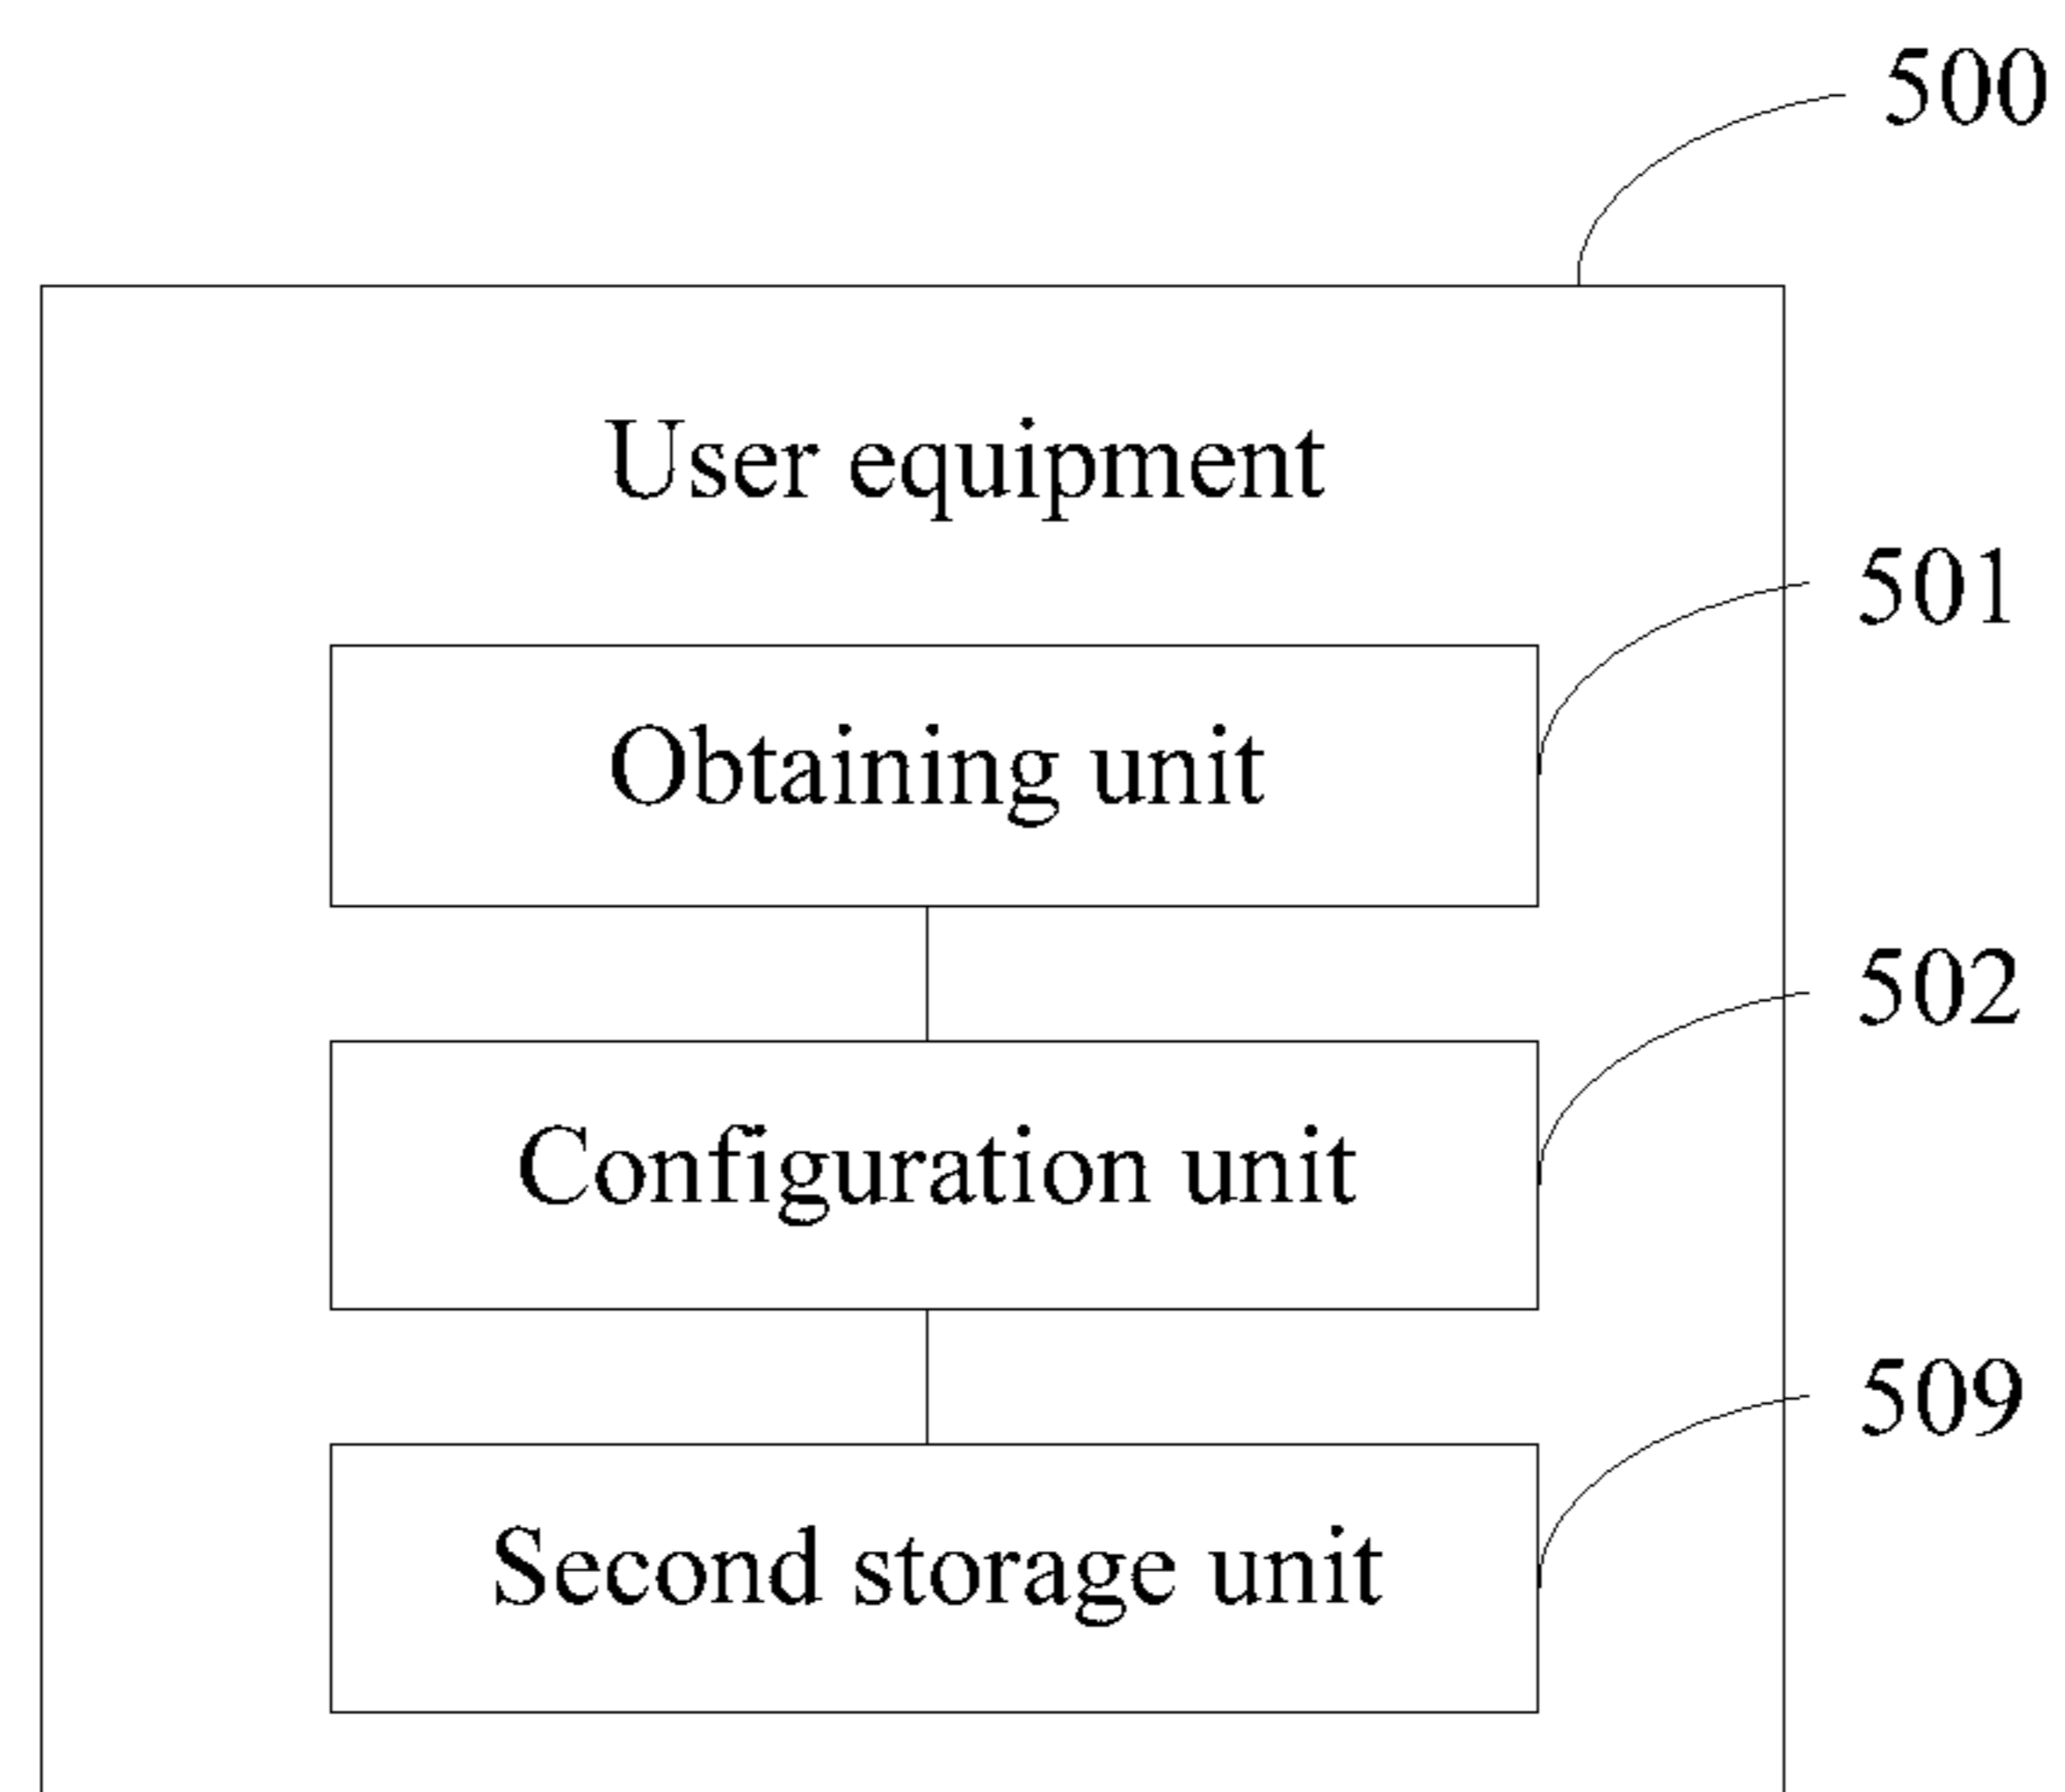 500
User equipment
501
Obtaining unit
502
Configuration unit
509
Second storage unit